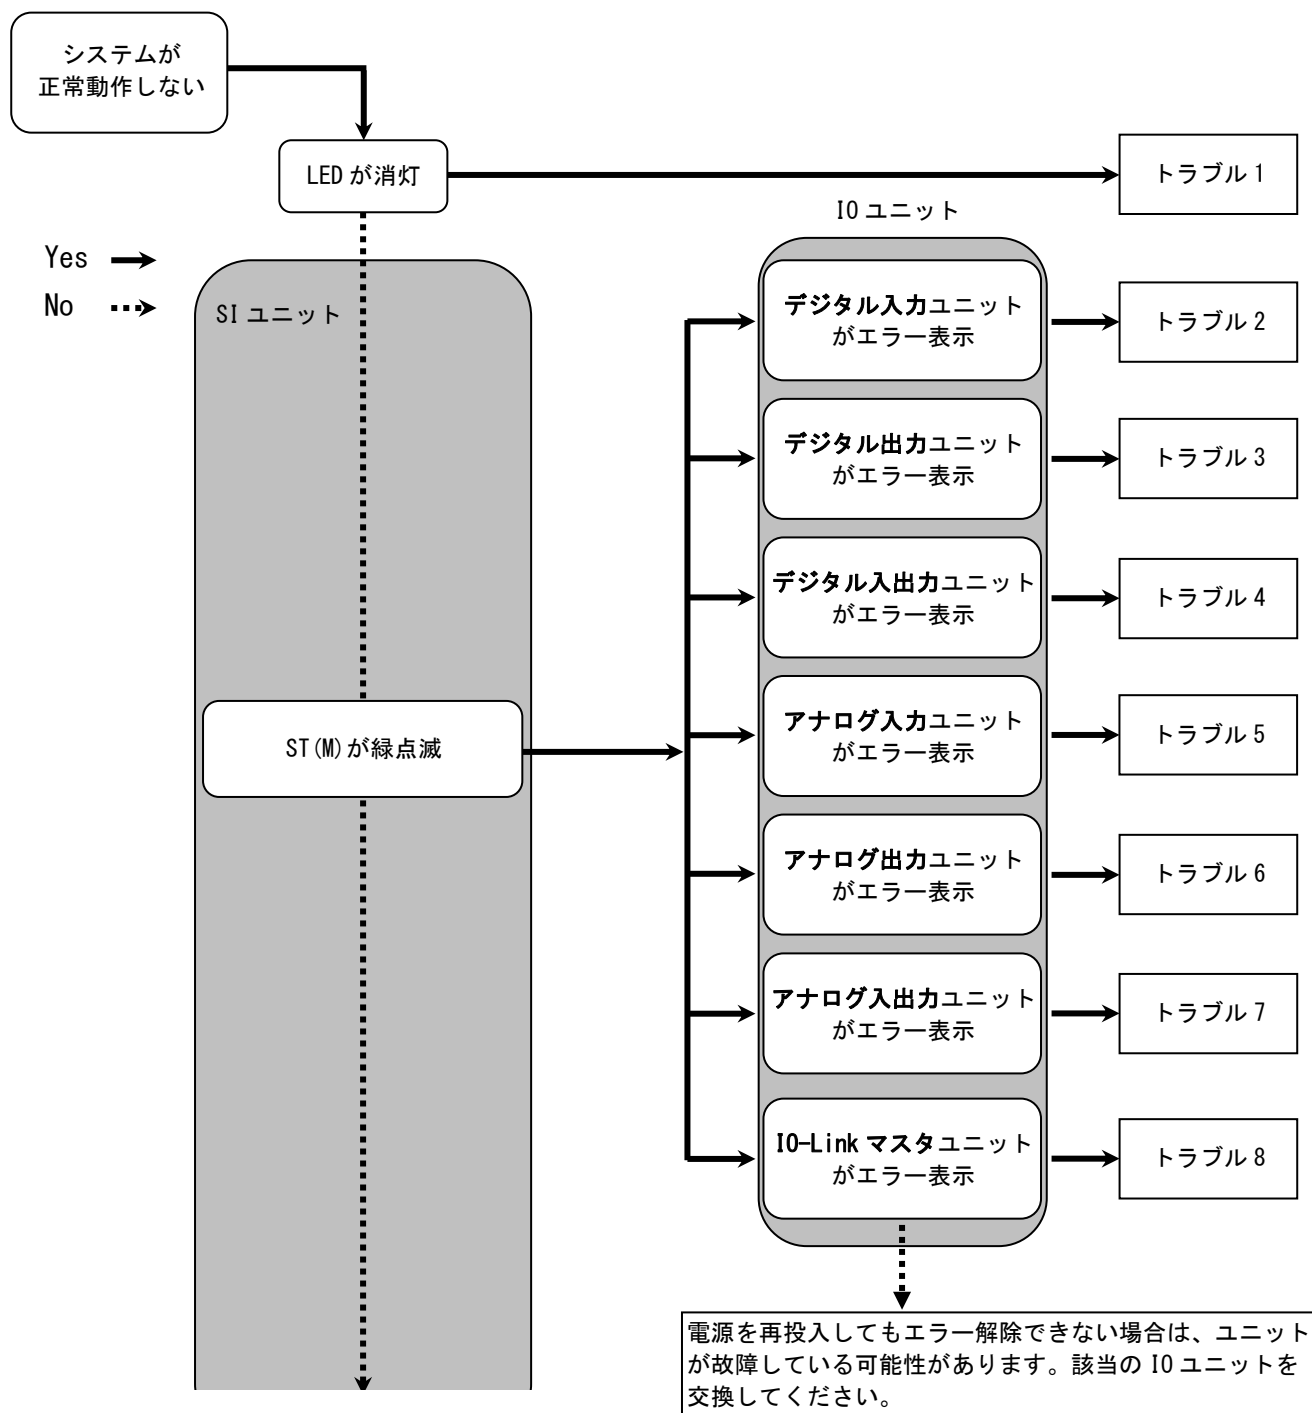 システムが
正常動作しない
LED が消灯
トラブル 1
IO ユニット
Yes
No
SI ユニット
デジタル入力ユニット
がエラー表示
トラブル 2
デジタル出力ユニット
がエラー表示
トラブル 3
デジタル入出力ユニット
がエラー表示
トラブル 4
ST(M)が緑点滅
アナログ入力ユニット
がエラー表示
トラブル 5
アナログ出力ユニット
がエラー表示
トラブル 6
アナログ入出力ユニット
がエラー表示
トラブル 7
IO-Link マスタユニット
がエラー表示
トラブル 8
電源を再投入してもエラー解除できない場合は、ユニット
が故障している可能性があります。該当の IO ユニットを
交換してください。